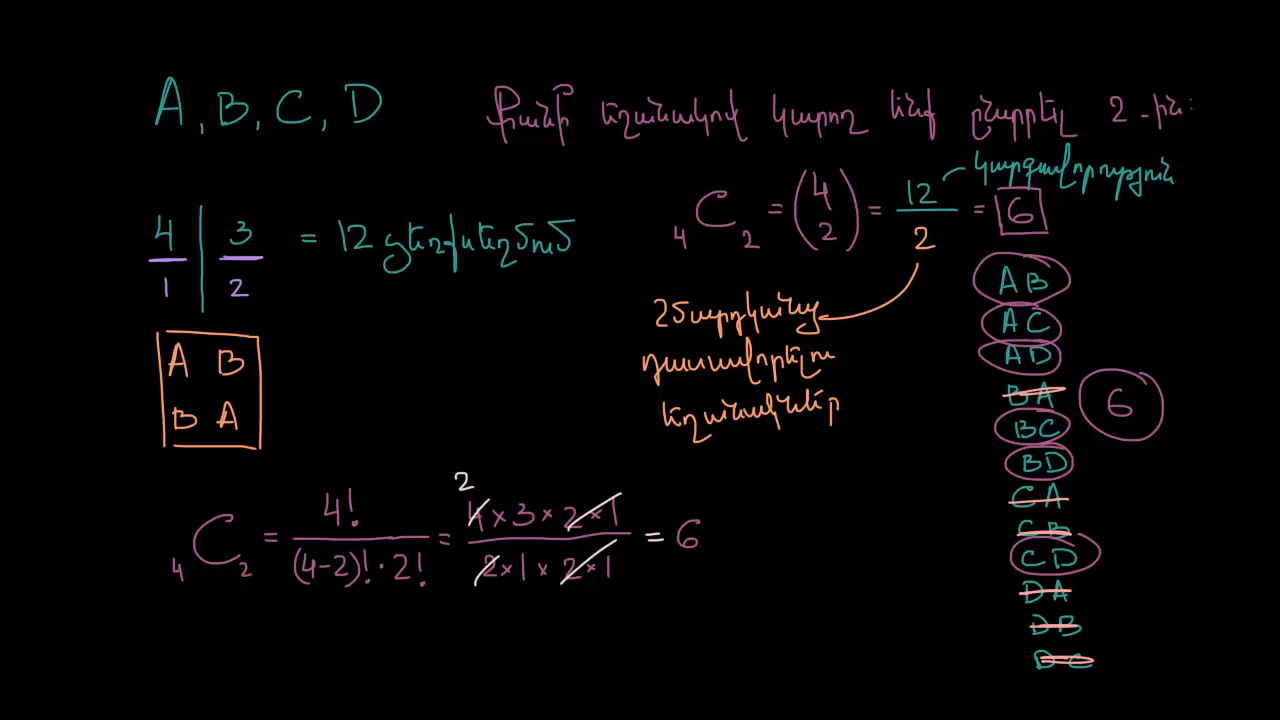 A, B, C, D
Քանի՞ եղանակով կարող ենք ընտրել 2-ին:
₄C₂ = (4 2) = 12/2 = 6
կարգավորություն
4/1 | 3/2 = 12 տեղափոխում
2 մարդկանց
դասավորելու
եղանակներ
A B
B A
AB
AC
AD
BA
BC
BD
CA
CB
CD
DA
DB
DC
6
₄C₂ = 4!/((4-2)!·2!) = 4×3×2×1/(2×1×2×1) = 6
2